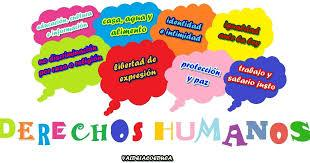 educación, cultura
e información
casa, agua y
alimento
identidad
e intimidad
igualdad
ante la ley
no discriminación
por raza o religión
libertad de
expresión
protección
y paz
trabajo y
salario justo
DERECHOS HUMANOS